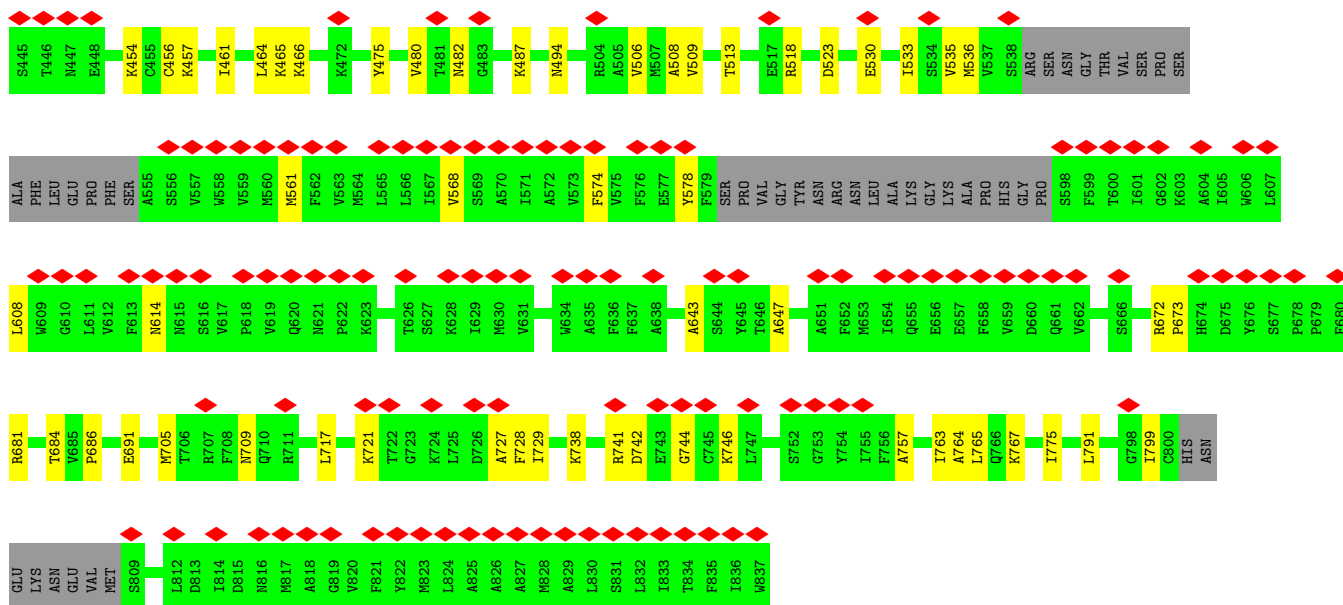 S445 T446 N447 E448 K454 C455 C456 K457 I461 L464 K465 K466 K472 Y475 V480 T481 N482 G483 K487 N494 R504 A505 V506 M507 A508 V509 T513 E517 R518 D523 E530 I533 S534 V535 M536 V537 S538 ARG SER ASN GLY THR VAL SER PRO SER
ALA PHE LEU GLU PRO PHE SER A555 S556 V557 W558 V559 M560 M561 F562 V563 M564 L565 L566 I567 V568 S569 A570 I571 A572 V573 F574 V575 F576 E577 Y578 F579 SER PRO VAL GLY TYR ASN ARG ASN LEU ALA LYS GLY LYS ALA PRO HIS GLY PRO S598 F599 T600 I601 G602 K603 A604 I605 W606 L607
L608 W609 G610 L611 V612 F613 N614 N615 S616 V617 P618 V619 Q620 N621 P622 K623 T626 S627 K628 I629 M630 V631 W634 A635 F636 F637 A638 A643 S644 Y645 T646 A647 A651 F652 M653 I654 Q655 E656 E657 F658 V659 D660 Q661 V662 S666 R672 P673 H674 D675 Y676 S677 P678 P679 F680
R681 T684 V685 P686 E691 M705 T706 R707 F708 N709 Q710 R711 L717 K721 T722 G723 K724 L725 D726 A727 F728 I729 K738 R741 D742 E743 G744 C745 K746 L747 S752 G753 Y754 I755 F756 A757 I763 A764 L765 Q766 K767 I775 L791 G798 I799 C800 HIS ASN
GLU LYS ASN GLU VAL MET S809 L812 D813 I814 D815 N816 M817 A818 G819 V820 F821 Y822 M823 L824 A825 A826 A827 M828 A829 L830 S831 L832 I833 T834 F835 I836 W837